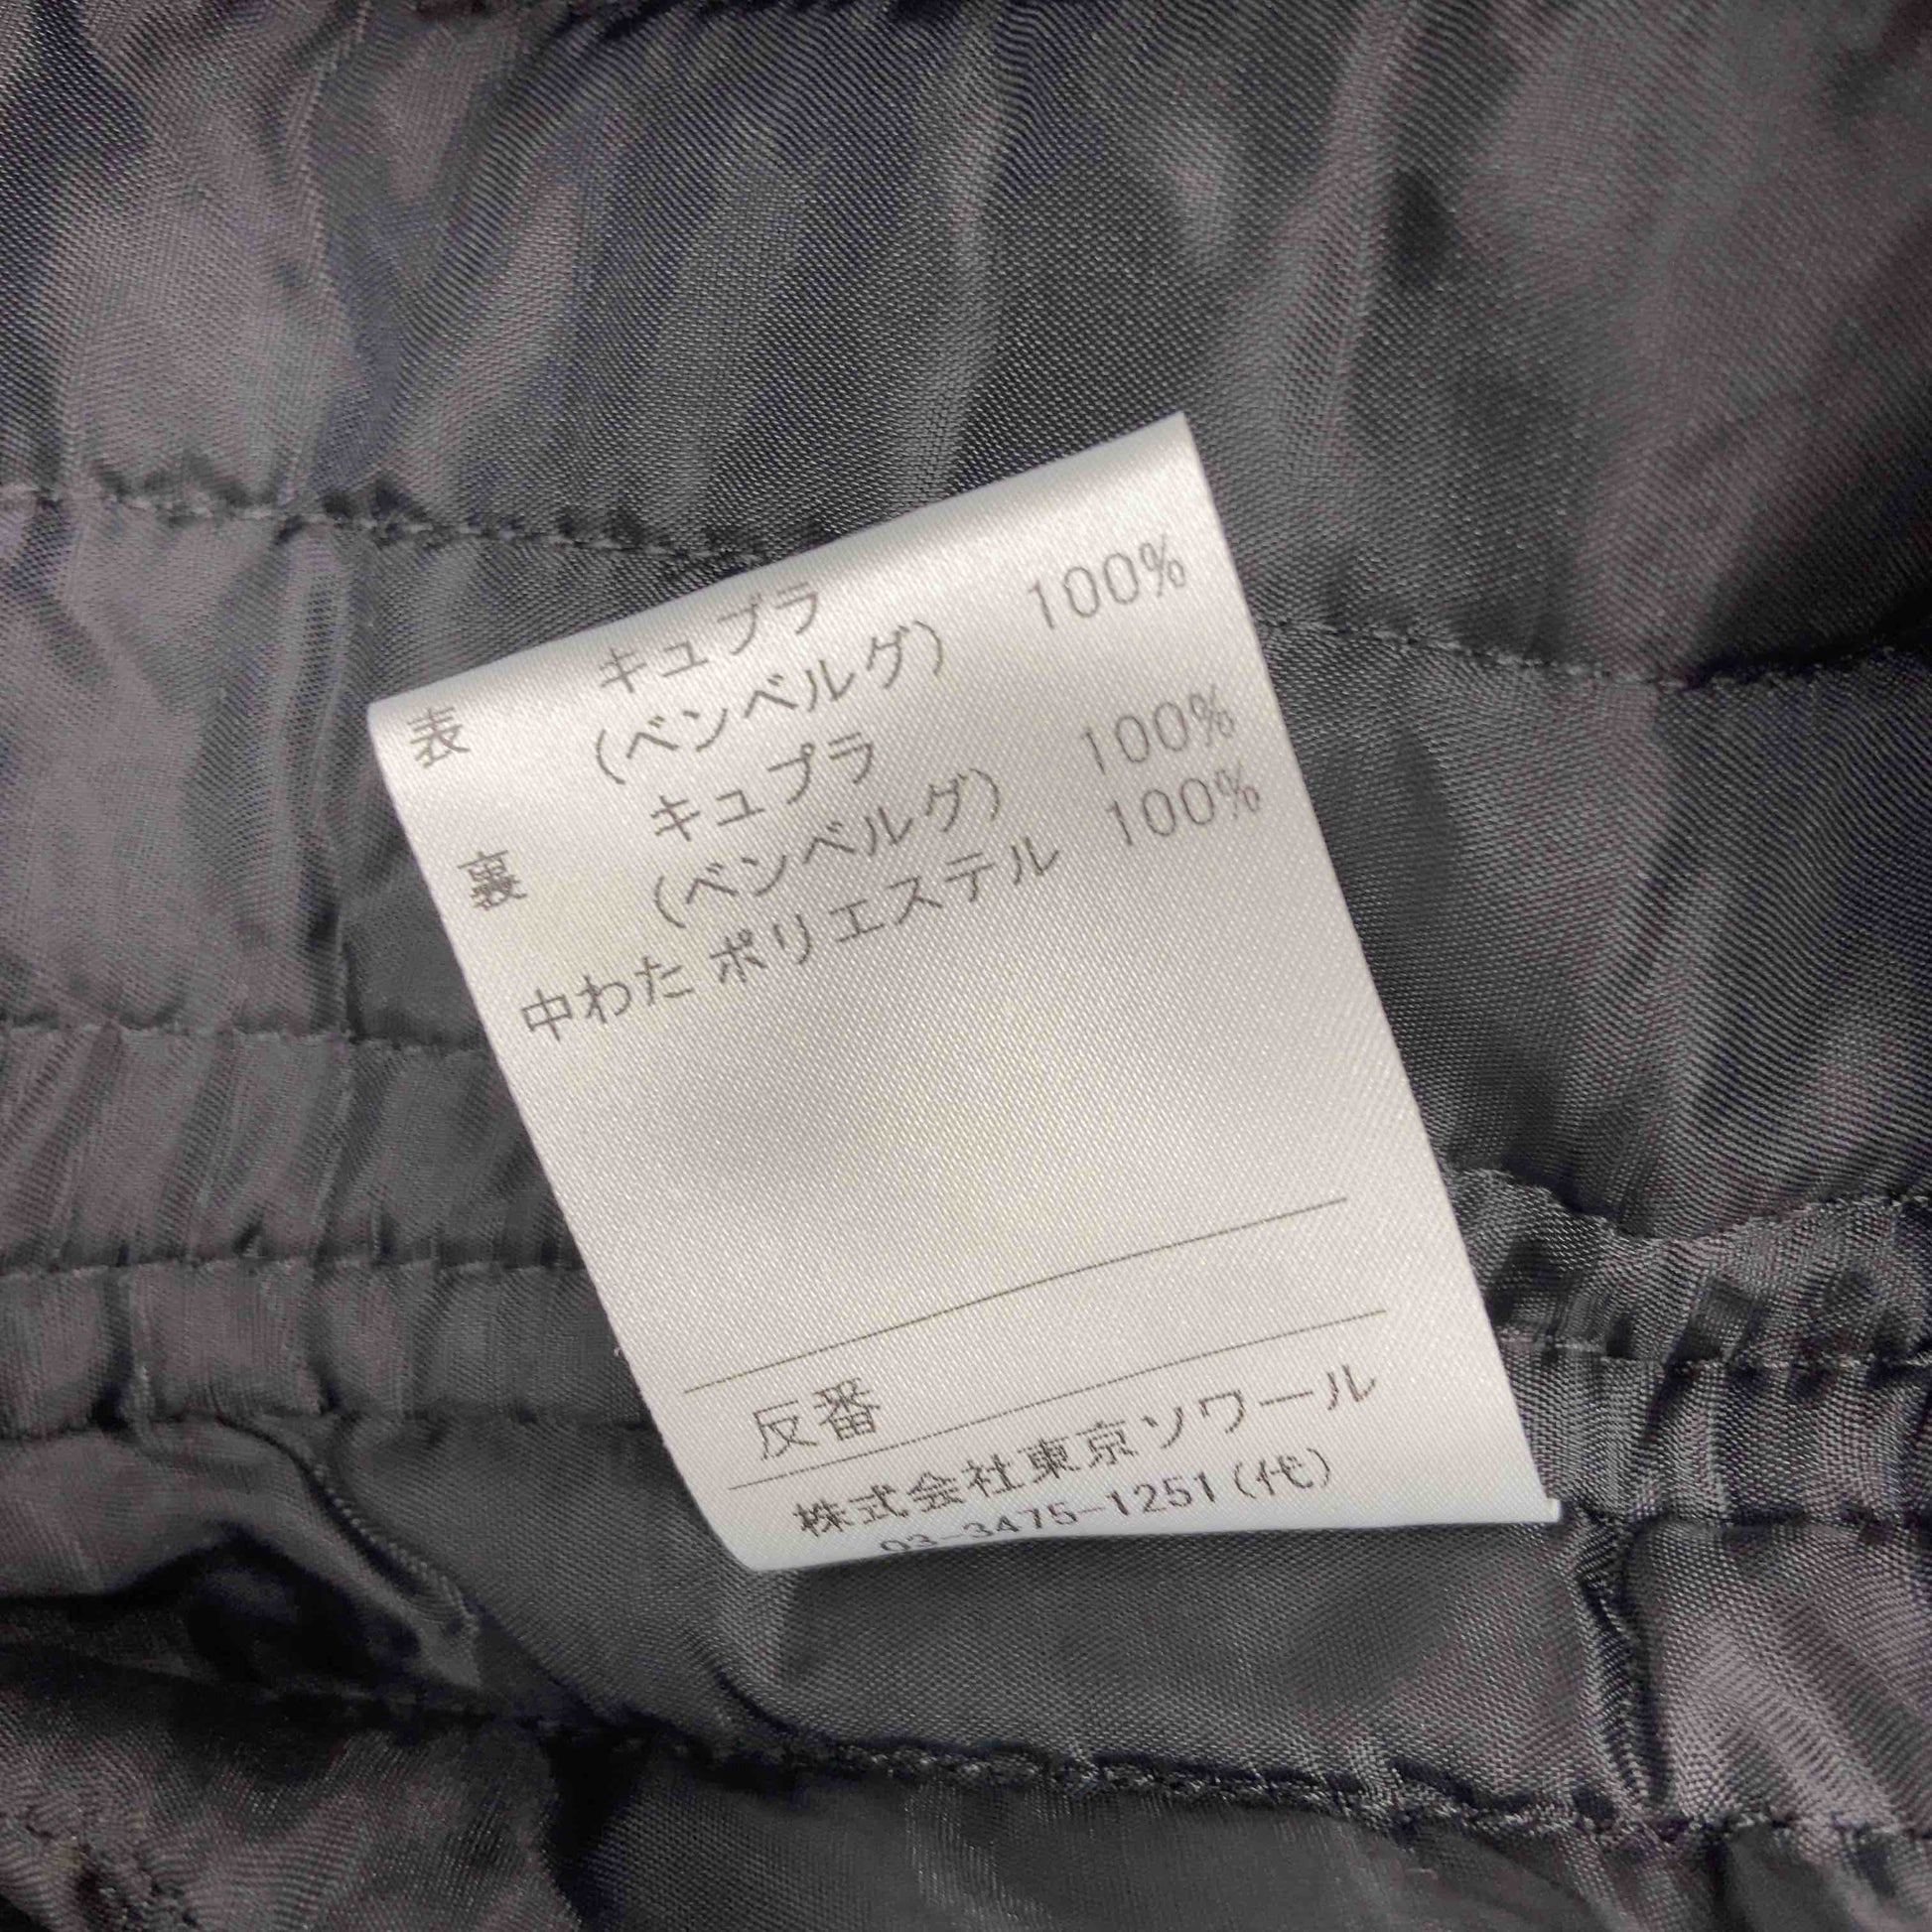 表 キュプラ 100%
(ベンベルグ)
裏 キュプラ 100%
(ベンベルグ)
中わた ポリエステル 100%
反番
株式会社東京ソワール
03-3475-1251(代)